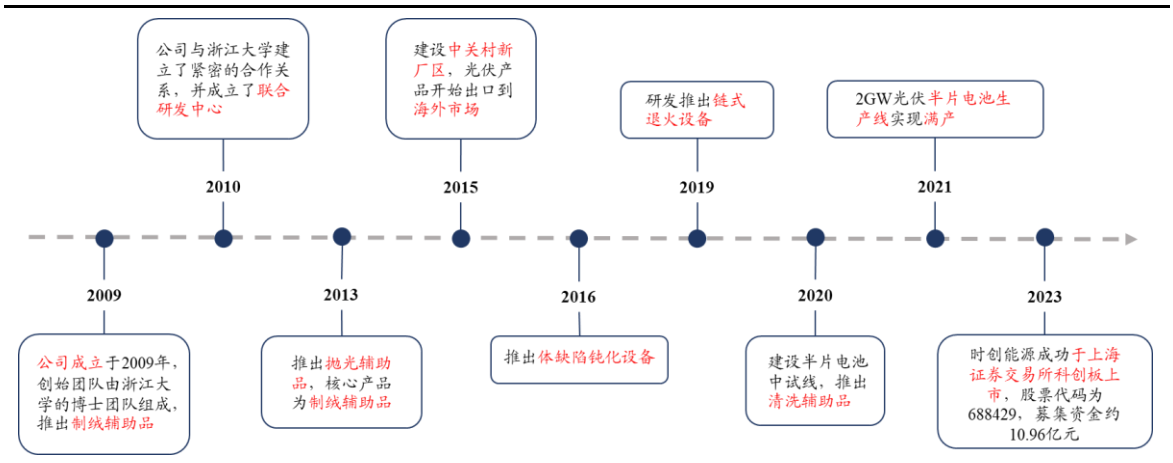 公司与浙江大学建
立了紧密的合作关
系，并成立了联合
研发中心
2010
建设中关村新
厂区，光伏产
品开始出口到
海外市场
2015
研发推出链式
退火设备
2019
2GW光伏半片电池生
产线实现满产
2021
2009
公司成立于2009年，
创始团队由浙江大
学的博士团队组成，
推出制绒辅助品
2013
推出抛光辅助
品，核心产品
为制绒辅助品
2016
推出体缺陷钝化设备
2020
建设半片电池
中试线，推出
清洗辅助品
2023
时创能源成功于上海
证券交易所科创板上
市，股票代码为
688429，募集资金约
10.96亿元